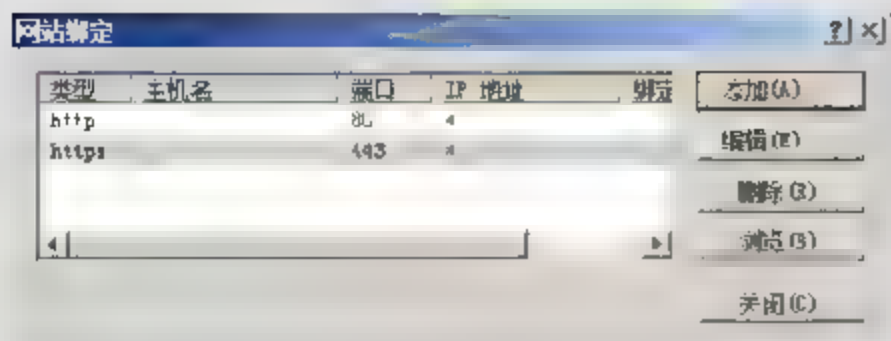 网站绑定
类型 主机名 端口 IP 地址 绑定
http 80 *
https 443 *
添加(A)
编辑(E)
删除(R)
浏览(B)
关闭(C)